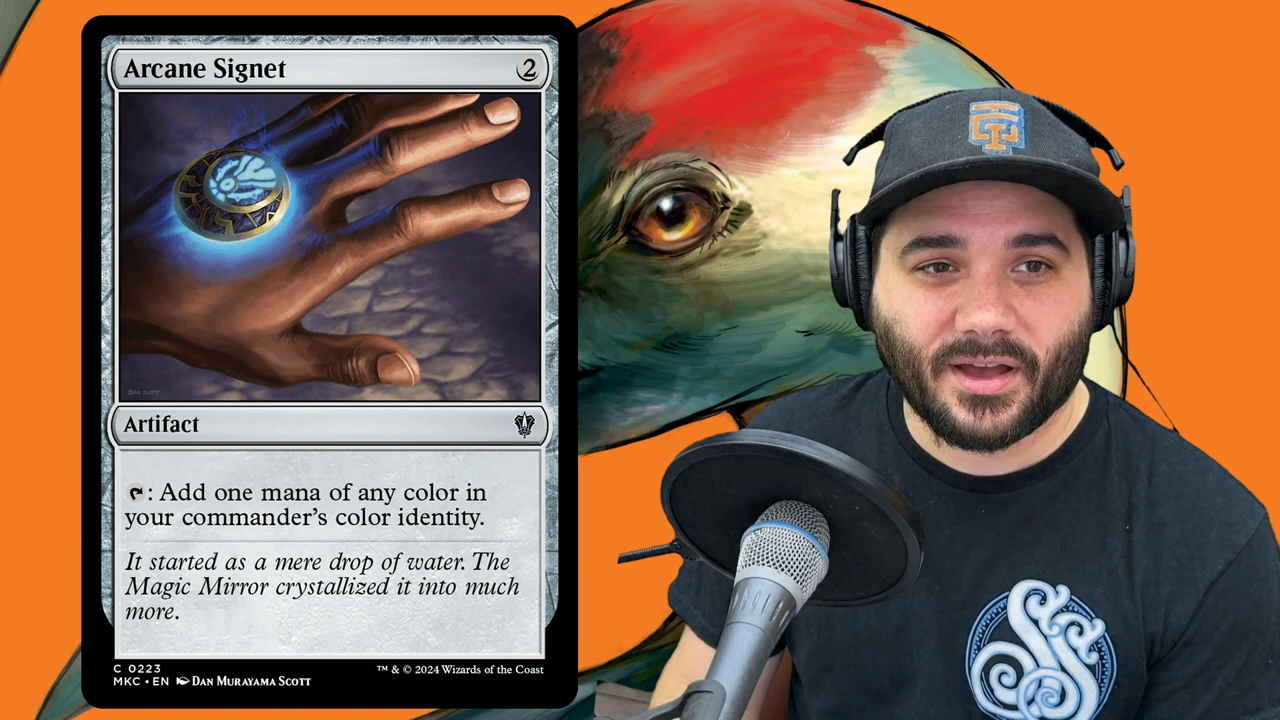 Arcane Signet
2
DAN SCOTT
Artifact
: Add one mana of any color in
your commander's color identity.
It started as a mere drop of water. The
Magic Mirror crystallized it into much
more.
C 0223
MKC • EN DAN MURAYAMA SCOTT
™ & © 2024 Wizards of the Coast